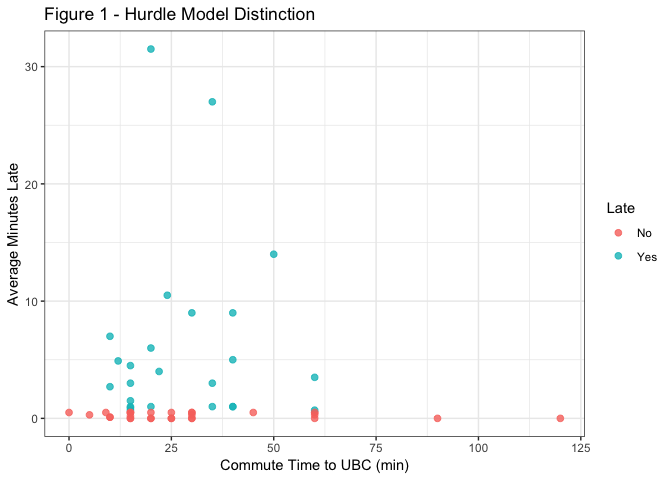 Figure 1 - Hurdle Model Distinction
30
20
10
0
Average Minutes Late
0 25 50 75 100 125
Commute Time to UBC (min)
Late
No
Yes